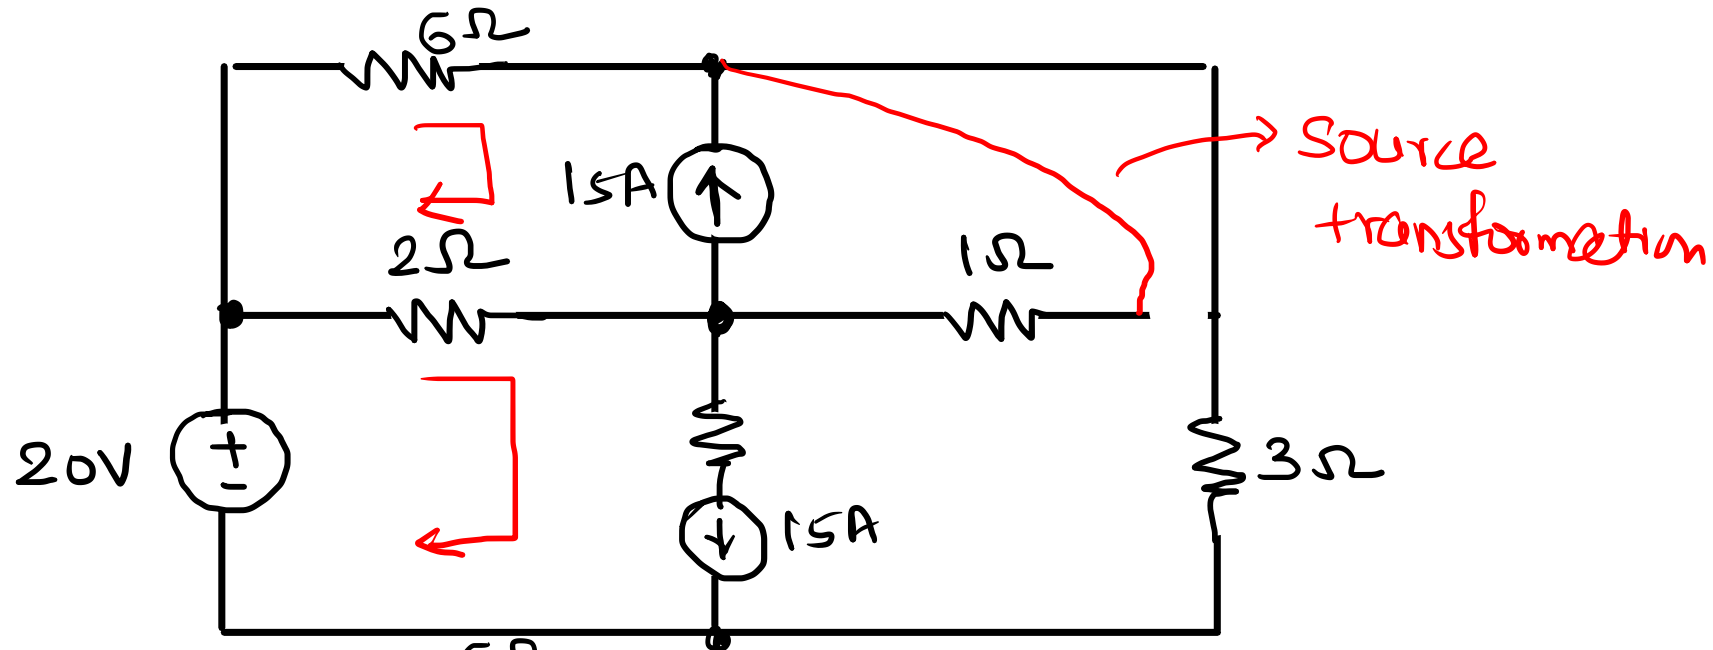 6Ω
15A
Source
transformation
2Ω
1Ω
20V
+
−
3Ω
15A